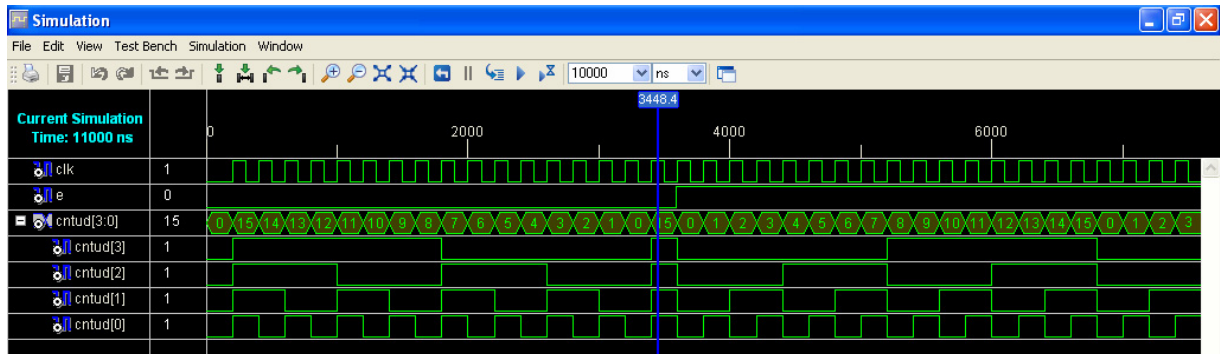 Simulation
File Edit View Test Bench Simulation Window
10000 ns
3448.4
Current Simulation
Time: 11000 ns
0 2000 4000 6000
clk 1
e 0
cntud[3:0] 15 0 15 14 13 12 11 10 9 8 7 6 5 4 3 2 1 0 15 0 1 2 3 4 5 6 7 8 9 10 11 12 13 14 15 0 1 2 3
cntud[3] 1
cntud[2] 1
cntud[1] 1
cntud[0] 1